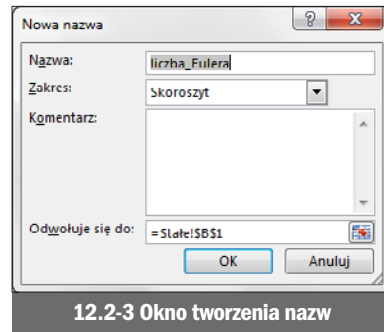 Nowa nazwa
Nazwa: liczba_Eulera
Zakres: Skoroszyt
Komentarz:
Odwołuje się do: =Stałe!$B$1
OK Anuluj
12.2-3 Okno tworzenia nazw